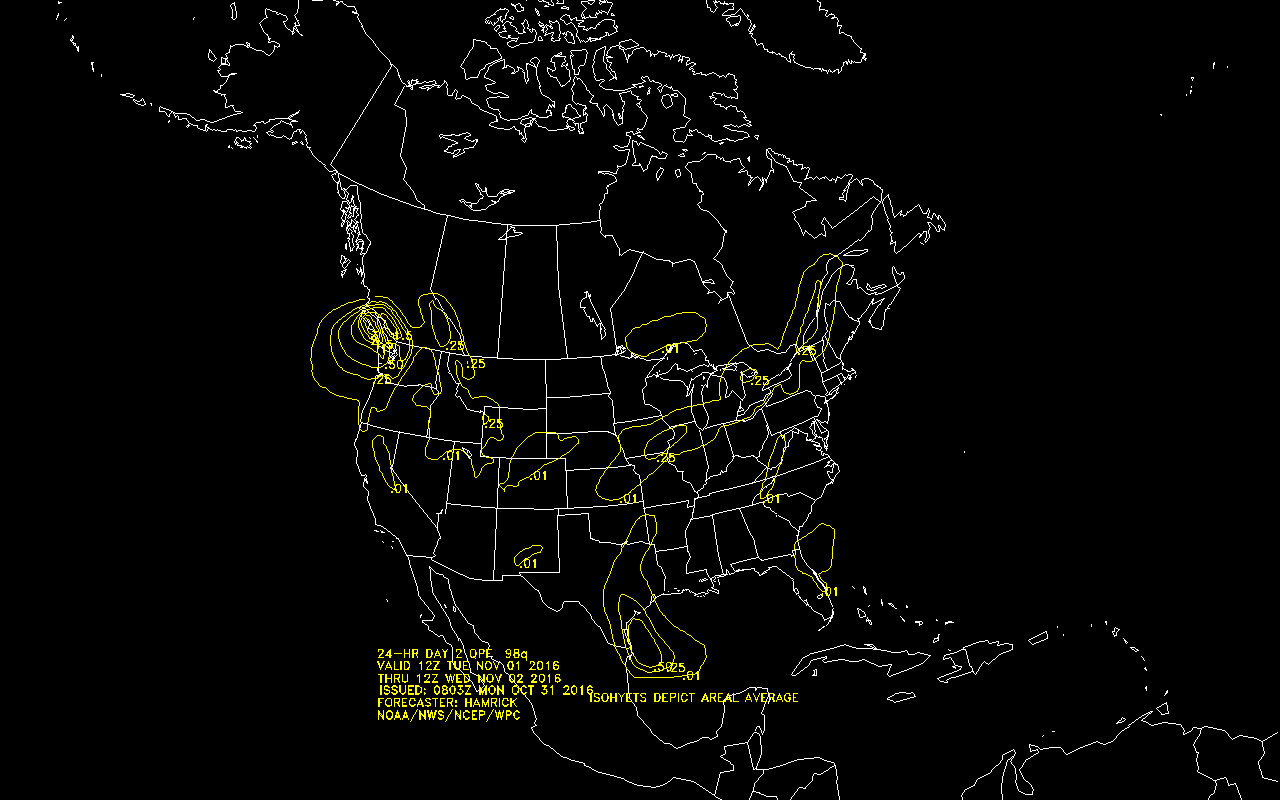 .5
.25
.01
.50
.25
.25
.25
.25
.25
.01
.25
.01
.01
.01
.01
.01
.01
.50
.25
.01
24-HR DAY 2 QPF 98q
VALID 12Z TUE NOV 01 2016
THRU 12Z WED NOV 02 2016
ISSUED: 0803Z MON OCT 31 2016
FORECASTER: HAMRICK
NOAA/NWS/NCEP/WPC
ISOHYETS DEPICT AREAL AVERAGE